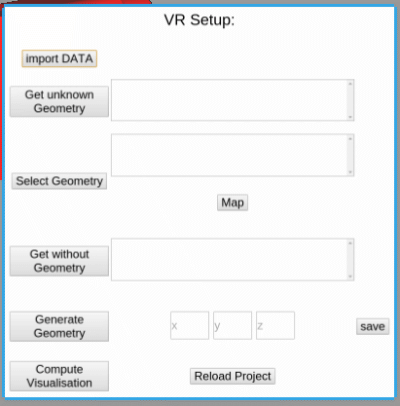 VR Setup:
import DATA
Get unknown
Geometry
Select Geometry
Map
Get without
Geometry
Generate
Geometry
x y z
save
Compute
Visualisation
Reload Project